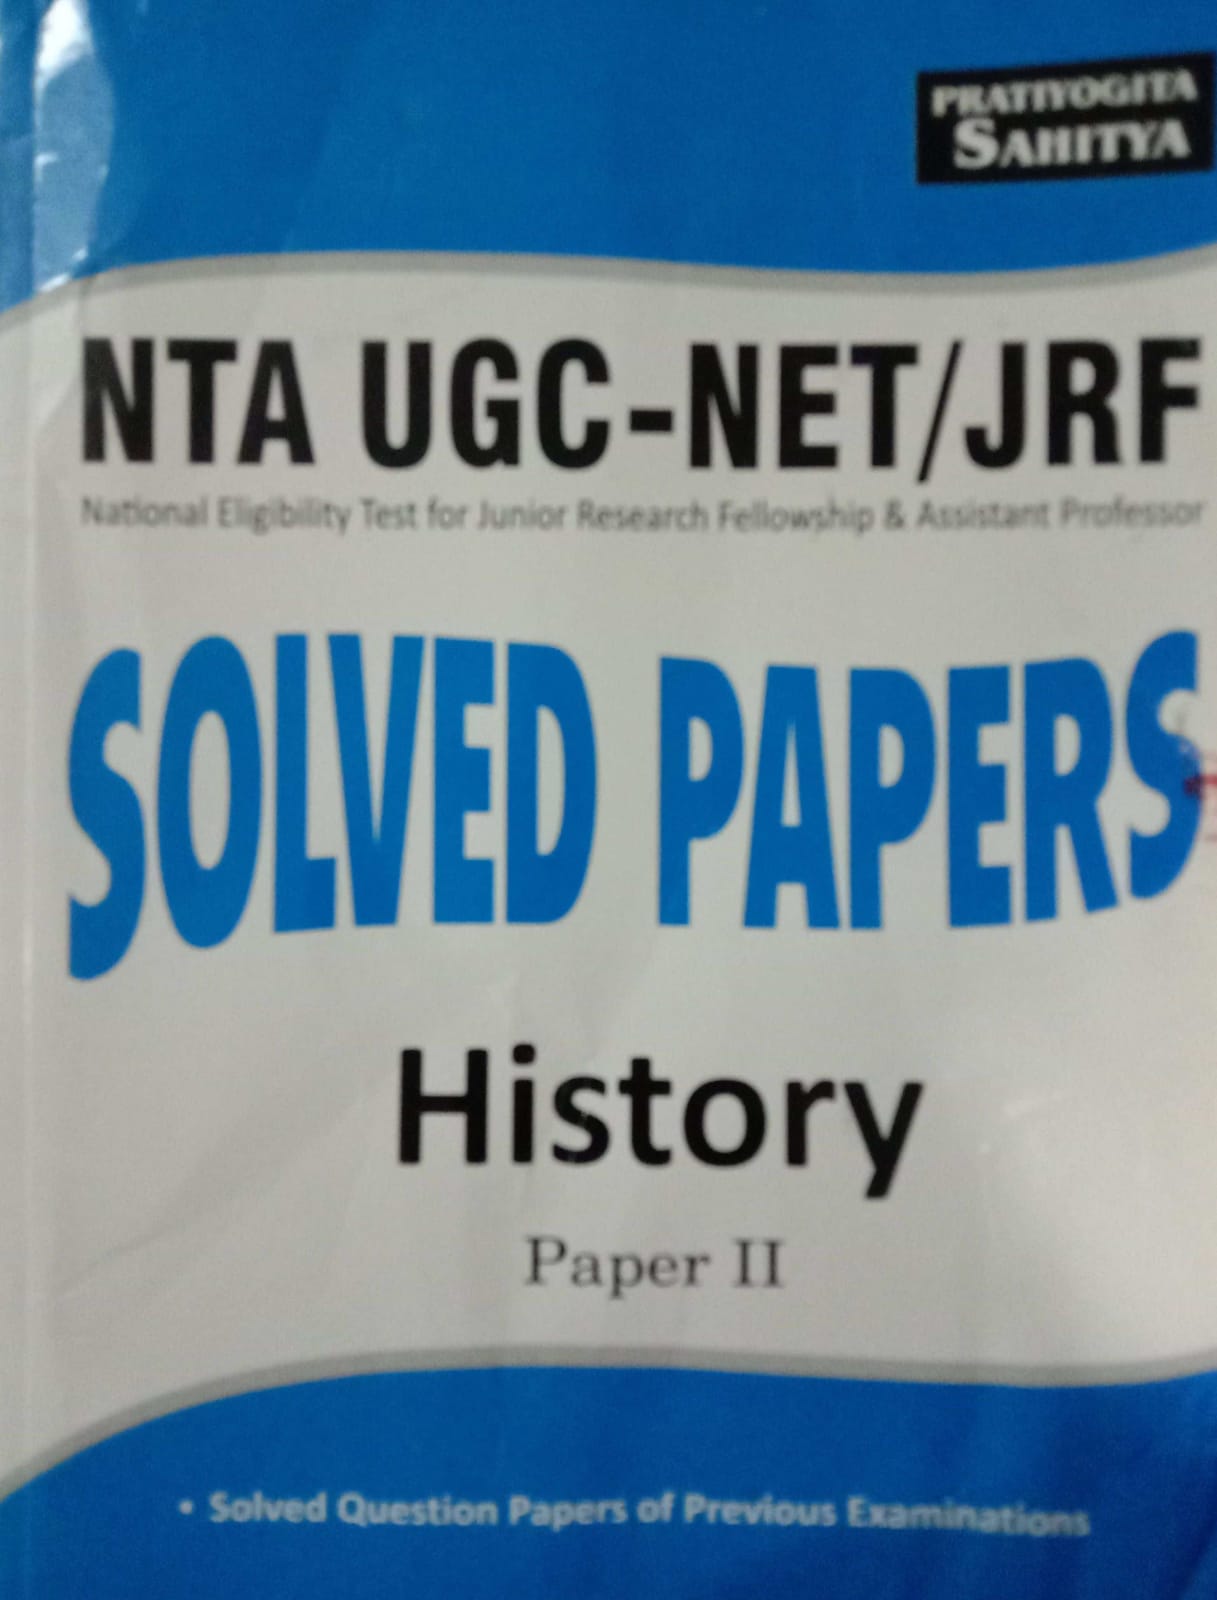 PRATIYOGITA
SAHITYA
NTA UGC-NET/JRF
National Eligibility Test for Junior Research Fellowship & Assistant Professor
SOLVED PAPERS
History
Paper II
• Solved Question Papers of Previous Examinations